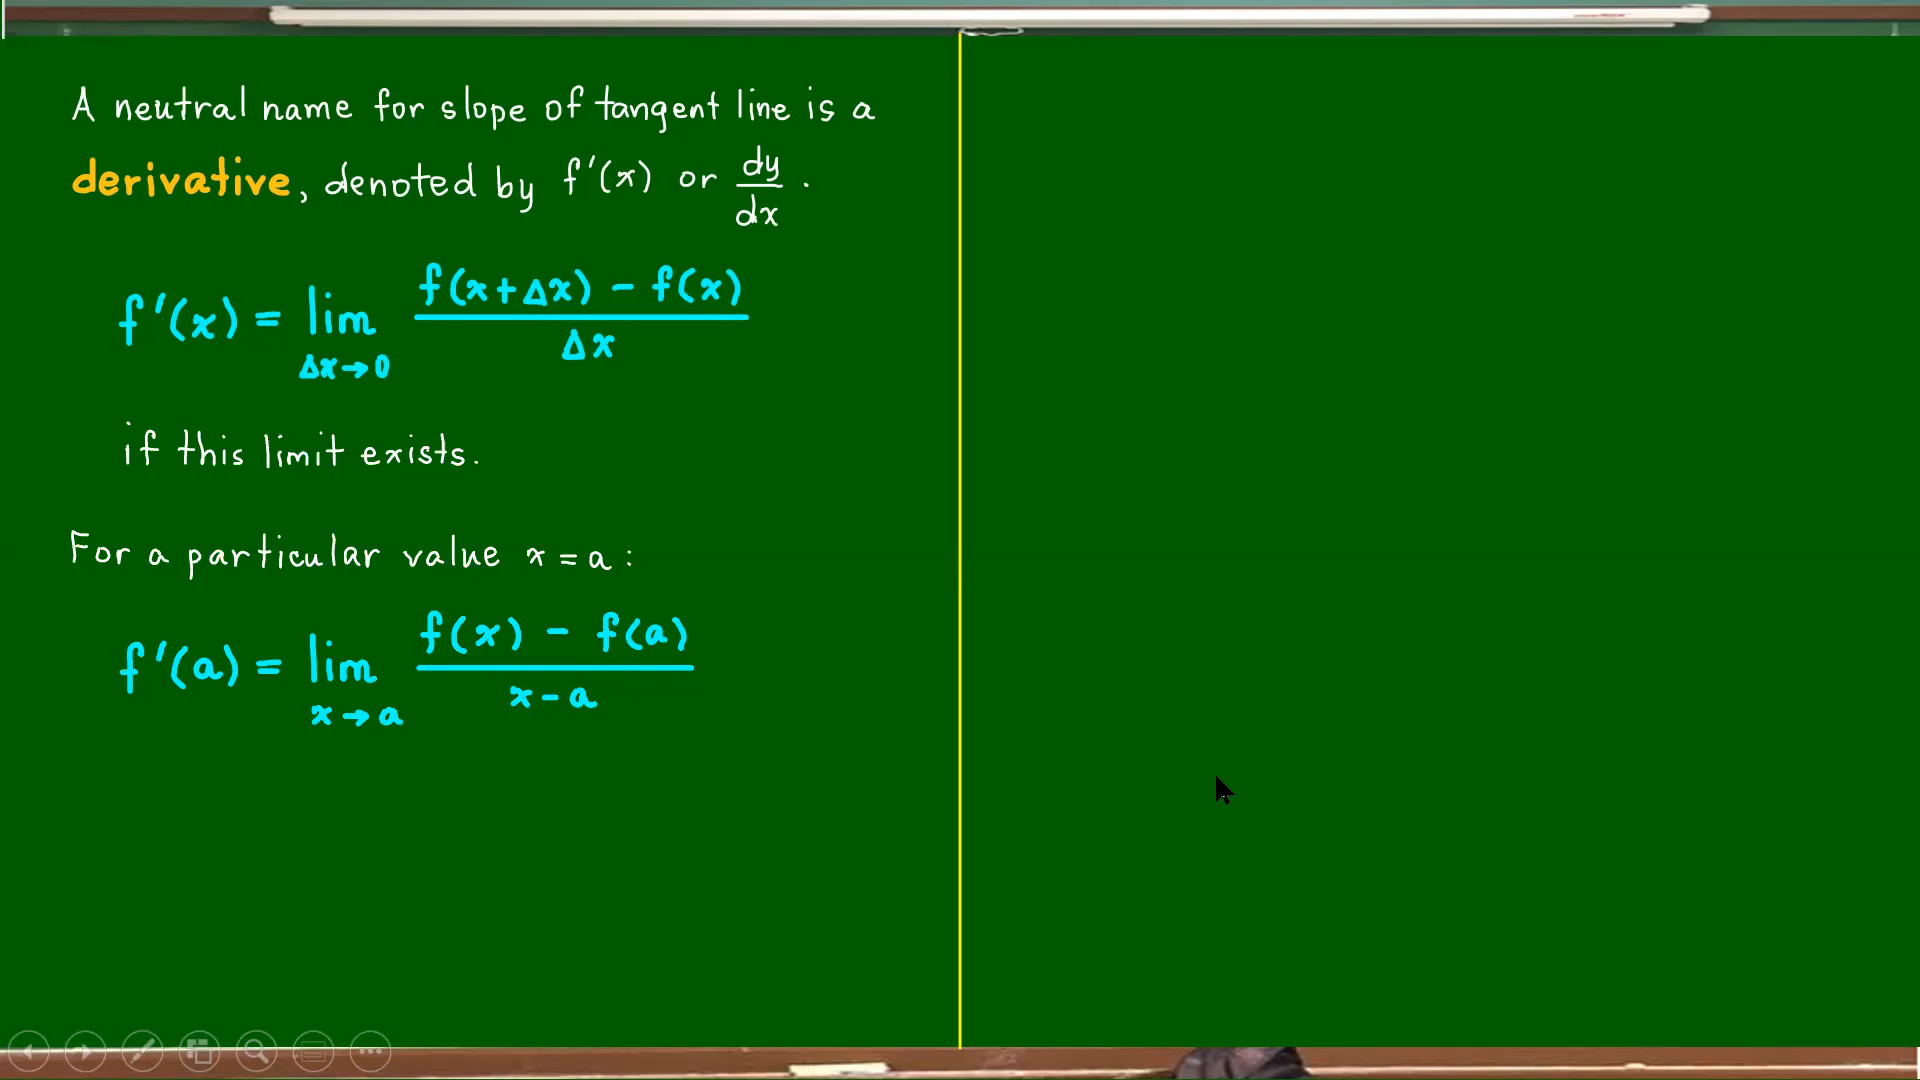 A neutral name for slope of tangent line is a
derivative, denoted by f'(x) or dy/dx.
f'(x) = lim Δx→0 (f(x+Δx) - f(x))/Δx
if this limit exists.
For a particular value x = a :
f'(a) = lim x→a (f(x) - f(a))/(x - a)